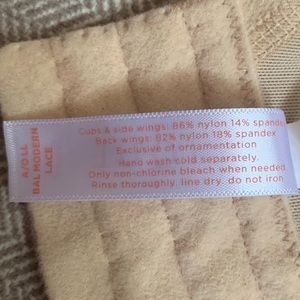 A/O LL
BAL MODERN
LACE
Cups & side wings: 86% nylon 14% spandex
Back wings: 82% nylon 18% spandex
Exclusive of ornamentation
Hand wash cold separately.
Only non-chlorine bleach when needed
Rinse thoroughly line dry do not iron